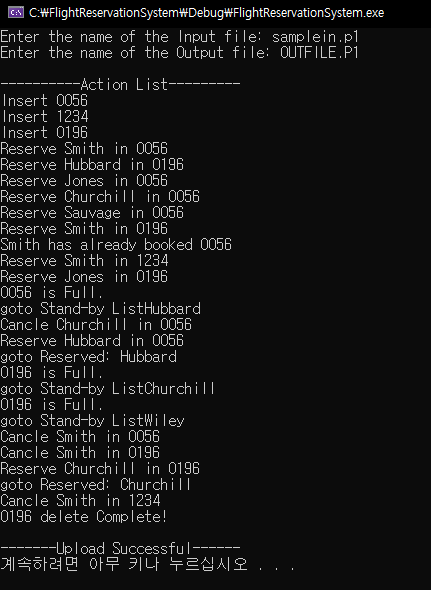 C:\FlightReservationSystem\Debug\FlightReservationSystem.exe
Enter the name of the Input file: samplein.p1
Enter the name of the Output file: OUTFILE.P1
----------Action List----------
Insert 0056
Insert 1234
Insert 0196
Reserve Smith in 0056
Reserve Hubbard in 0196
Reserve Jones in 0056
Reserve Churchill in 0056
Reserve Sauvage in 0056
Reserve Smith in 0196
Smith has already booked 0056
Reserve Smith in 1234
Reserve Jones in 0196
0056 is Full.
goto Stand-by ListHubbard
Cancle Churchill in 0056
Reserve Hubbard in 0056
goto Reserved: Hubbard
0196 is Full.
goto Stand-by ListChurchill
0196 is Full.
goto Stand-by ListWiley
Cancle Smith in 0056
Cancle Smith in 0196
Reserve Churchill in 0196
goto Reserved: Churchill
Cancle Smith in 1234
0196 delete Complete!
-------Upload Successful------
계속하려면 아무 키나 누르십시오 . . .